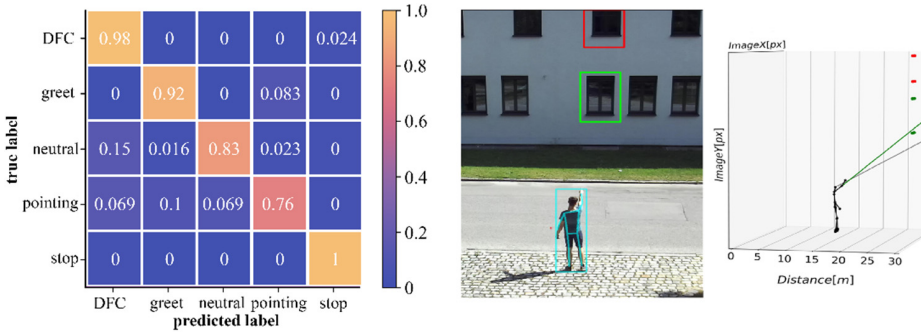 DFC 0.98 0 0 0 0.024
greet 0 0.92 0 0.083 0
neutral 0.15 0.016 0.83 0.023 0
pointing 0.069 0.1 0.069 0.76 0
stop 0 0 0 0 1
DFC greet neutral pointing stop
predicted label
true label
1.0
0.8
0.6
0.4
0.2
0
ImageX[px]
ImageY[px]
0 5 10 15 20 25 30
Distance[m]